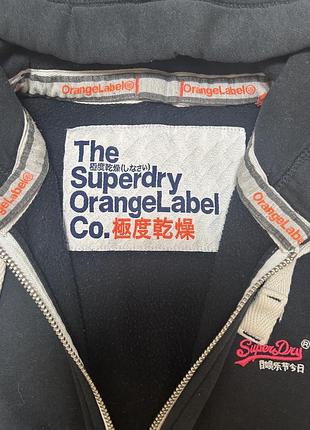 OrangeLabel®
OrangeLabel®
OrangeLabel®
OrangeLabel®
The
極度乾燥(しなさい)
Superdry
OrangeLabel
Co.極度乾燥
SuperDry®